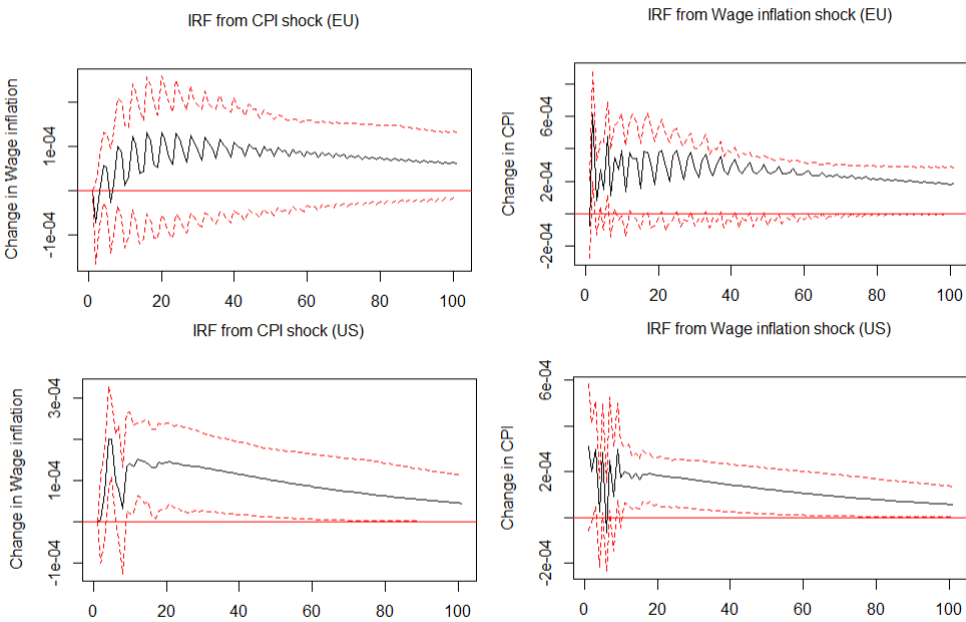 IRF from CPI shock (EU)
Change in Wage inflation
1e-04
-1e-04
0 20 40 60 80 100
IRF from Wage inflation shock (EU)
Change in CPI
6e-04
2e-04
-2e-04
0 20 40 60 80 100
IRF from CPI shock (US)
Change in Wage inflation
3e-04
1e-04
-1e-04
0 20 40 60 80 100
IRF from Wage inflation shock (US)
Change in CPI
6e-04
2e-04
-2e-04
0 20 40 60 80 100